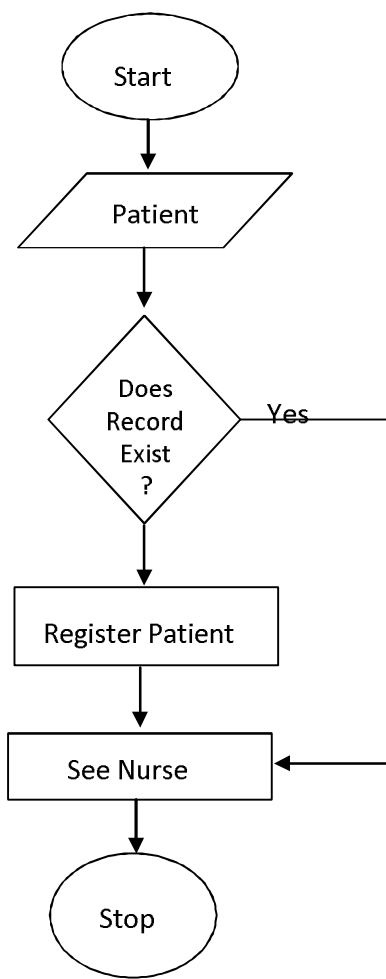 Start
Patient
Does
Record
Exist
?
Yes
Register Patient
See Nurse
Stop